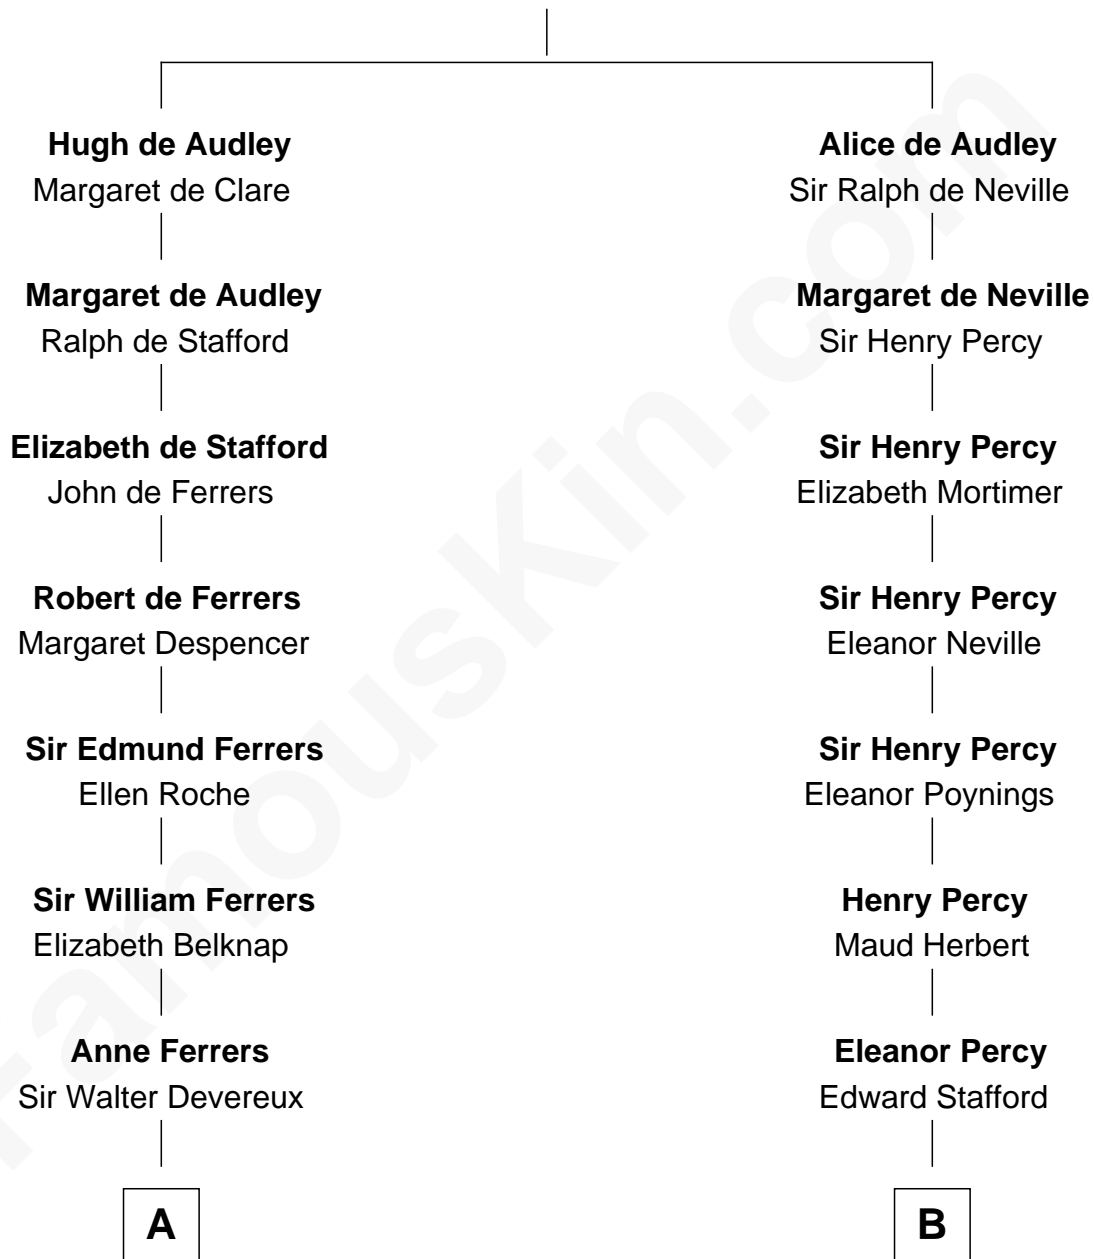 Hugh de Audley
Margaret de Clare
Margaret de Audley
Ralph de Stafford
Elizabeth de Stafford
John de Ferrers
Robert de Ferrers
Margaret Despencer
Sir Edmund Ferrers
Ellen Roche
Sir William Ferrers
Elizabeth Belknap
Anne Ferrers
Sir Walter Devereux
A
Alice de Audley
Sir Ralph de Neville
Margaret de Neville
Sir Henry Percy
Sir Henry Percy
Elizabeth Mortimer
Sir Henry Percy
Eleanor Neville
Sir Henry Percy
Eleanor Poynings
Henry Percy
Maud Herbert
Eleanor Percy
Edward Stafford
B
FamousKin.com